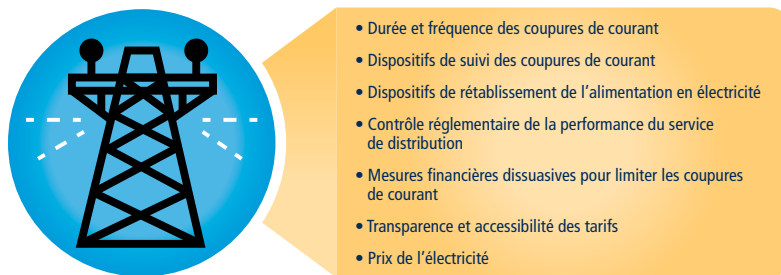 • Durée et fréquence des coupures de courant
• Dispositifs de suivi des coupures de courant
• Dispositifs de rétablissement de l’alimentation en électricité
• Contrôle réglementaire de la performance du service
de distribution
• Mesures financières dissuasives pour limiter les coupures
de courant
• Transparence et accessibilité des tarifs
• Prix de l’électricité